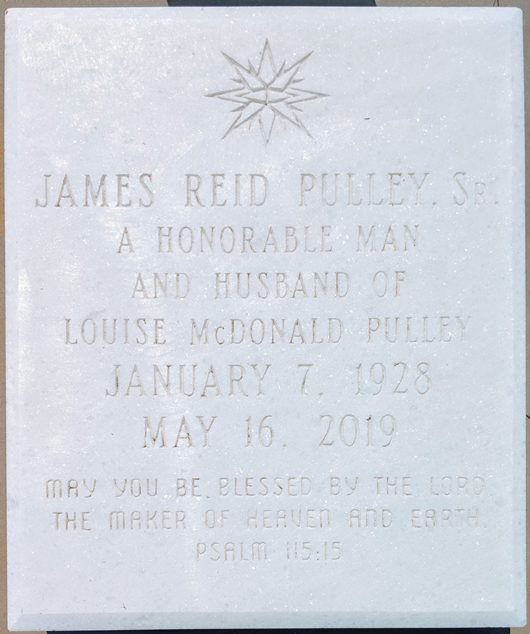 JAMES REID PULLEY, SR.
A HONORABLE MAN
AND HUSBAND OF
LOUISE McDONALD PULLEY
JANUARY 7, 1928
MAY 16, 2019
MAY YOU BE BLESSED BY THE LORD
THE MAKER OF HEAVEN AND EARTH.
PSALM 115:15